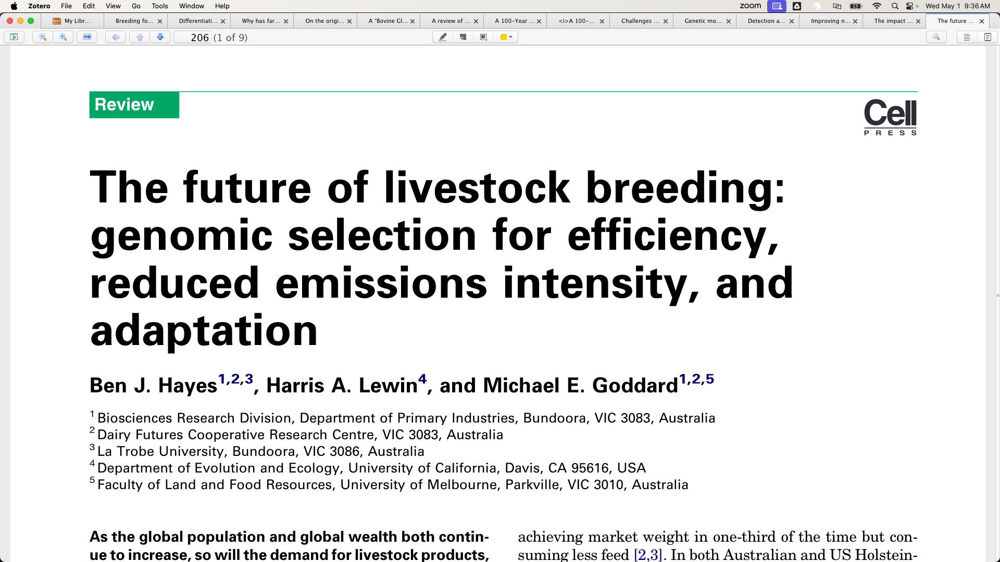 Zotero File Edit View Go Tools Window Help zoom Wed May 1 9:36 AM
My Libr... Breeding fo... Differentiati... Why has far... On the origi... A "Bovine Gl... A review of ... A 100-Year ... <i>A 100-... Challenges ... Genetic mo... Detection a... Improving n... The impact ... The future ...
206 (1 of 9)
Review
Cell
PRESS
The future of livestock breeding:
genomic selection for efficiency,
reduced emissions intensity, and
adaptation
Ben J. Hayes1,2,3, Harris A. Lewin4, and Michael E. Goddard1,2,5
1 Biosciences Research Division, Department of Primary Industries, Bundoora, VIC 3083, Australia
2 Dairy Futures Cooperative Research Centre, VIC 3083, Australia
3 La Trobe University, Bundoora, VIC 3086, Australia
4 Department of Evolution and Ecology, University of California, Davis, CA 95616, USA
5 Faculty of Land and Food Resources, University of Melbourne, Parkville, VIC 3010, Australia
As the global population and global wealth both contin-
ue to increase, so will the demand for livestock products,
achieving market weight in one-third of the time but con-
suming less feed [2,3]. In both Australian and US Holstein-